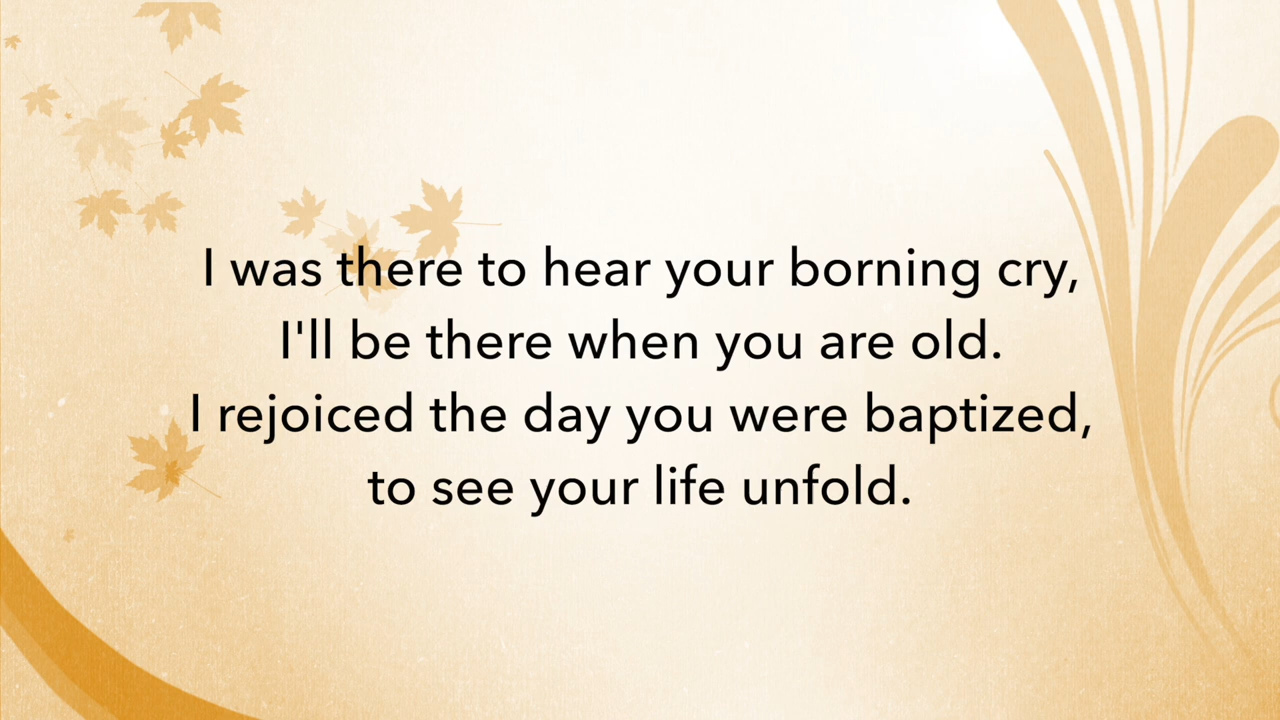 I was there to hear your borning cry,
I'll be there when you are old.
I rejoiced the day you were baptized,
to see your life unfold.